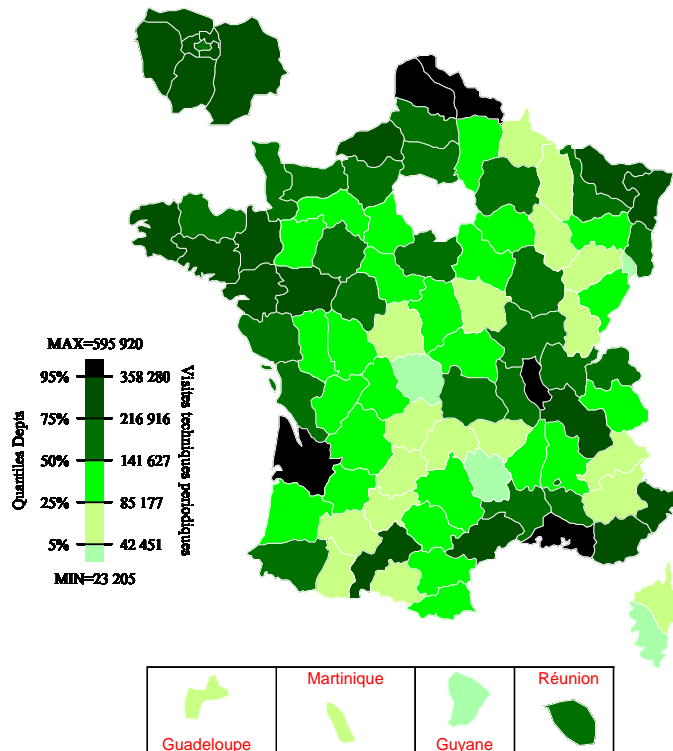 MAX=595 920
95% 358 280
75% 216 916
50% 141 627
25% 85 177
5% 42 451
MIN=23 205
Quantiles Depts
Visites techniques periodiques
Martinique
Réunion
Guadeloupe
Guyane